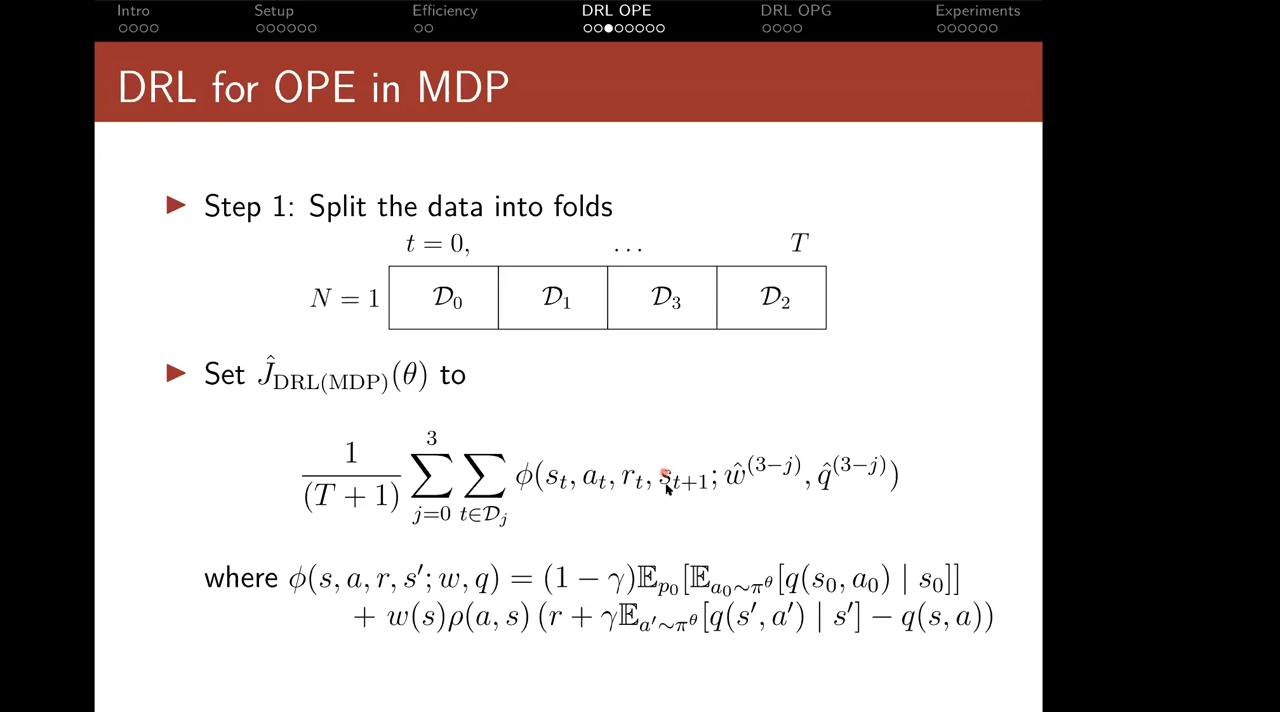 Intro Setup Efficiency DRL OPE DRL OPG Experiments
DRL for OPE in MDP
▶ Step 1: Split the data into folds
t = 0, … T
N = 1 𝒟₀ 𝒟₁ 𝒟₃ 𝒟₂
▶ Set Ĵ_DRL(MDP)(θ) to
1/(T + 1) ∑_{j=0}^{3} ∑_{t∈𝒟_j} ϕ(s_t, a_t, r_t, s_{t+1}; ŵ^{(3−j)}, q̂^{(3−j)})
where ϕ(s, a, r, s′; w, q) = (1 − γ)𝔼_{p₀}[𝔼_{a₀∼π^θ}[q(s₀, a₀) | s₀]]
+ w(s)ρ(a, s) (r + γ𝔼_{a′∼π^θ}[q(s′, a′) | s′] − q(s, a))